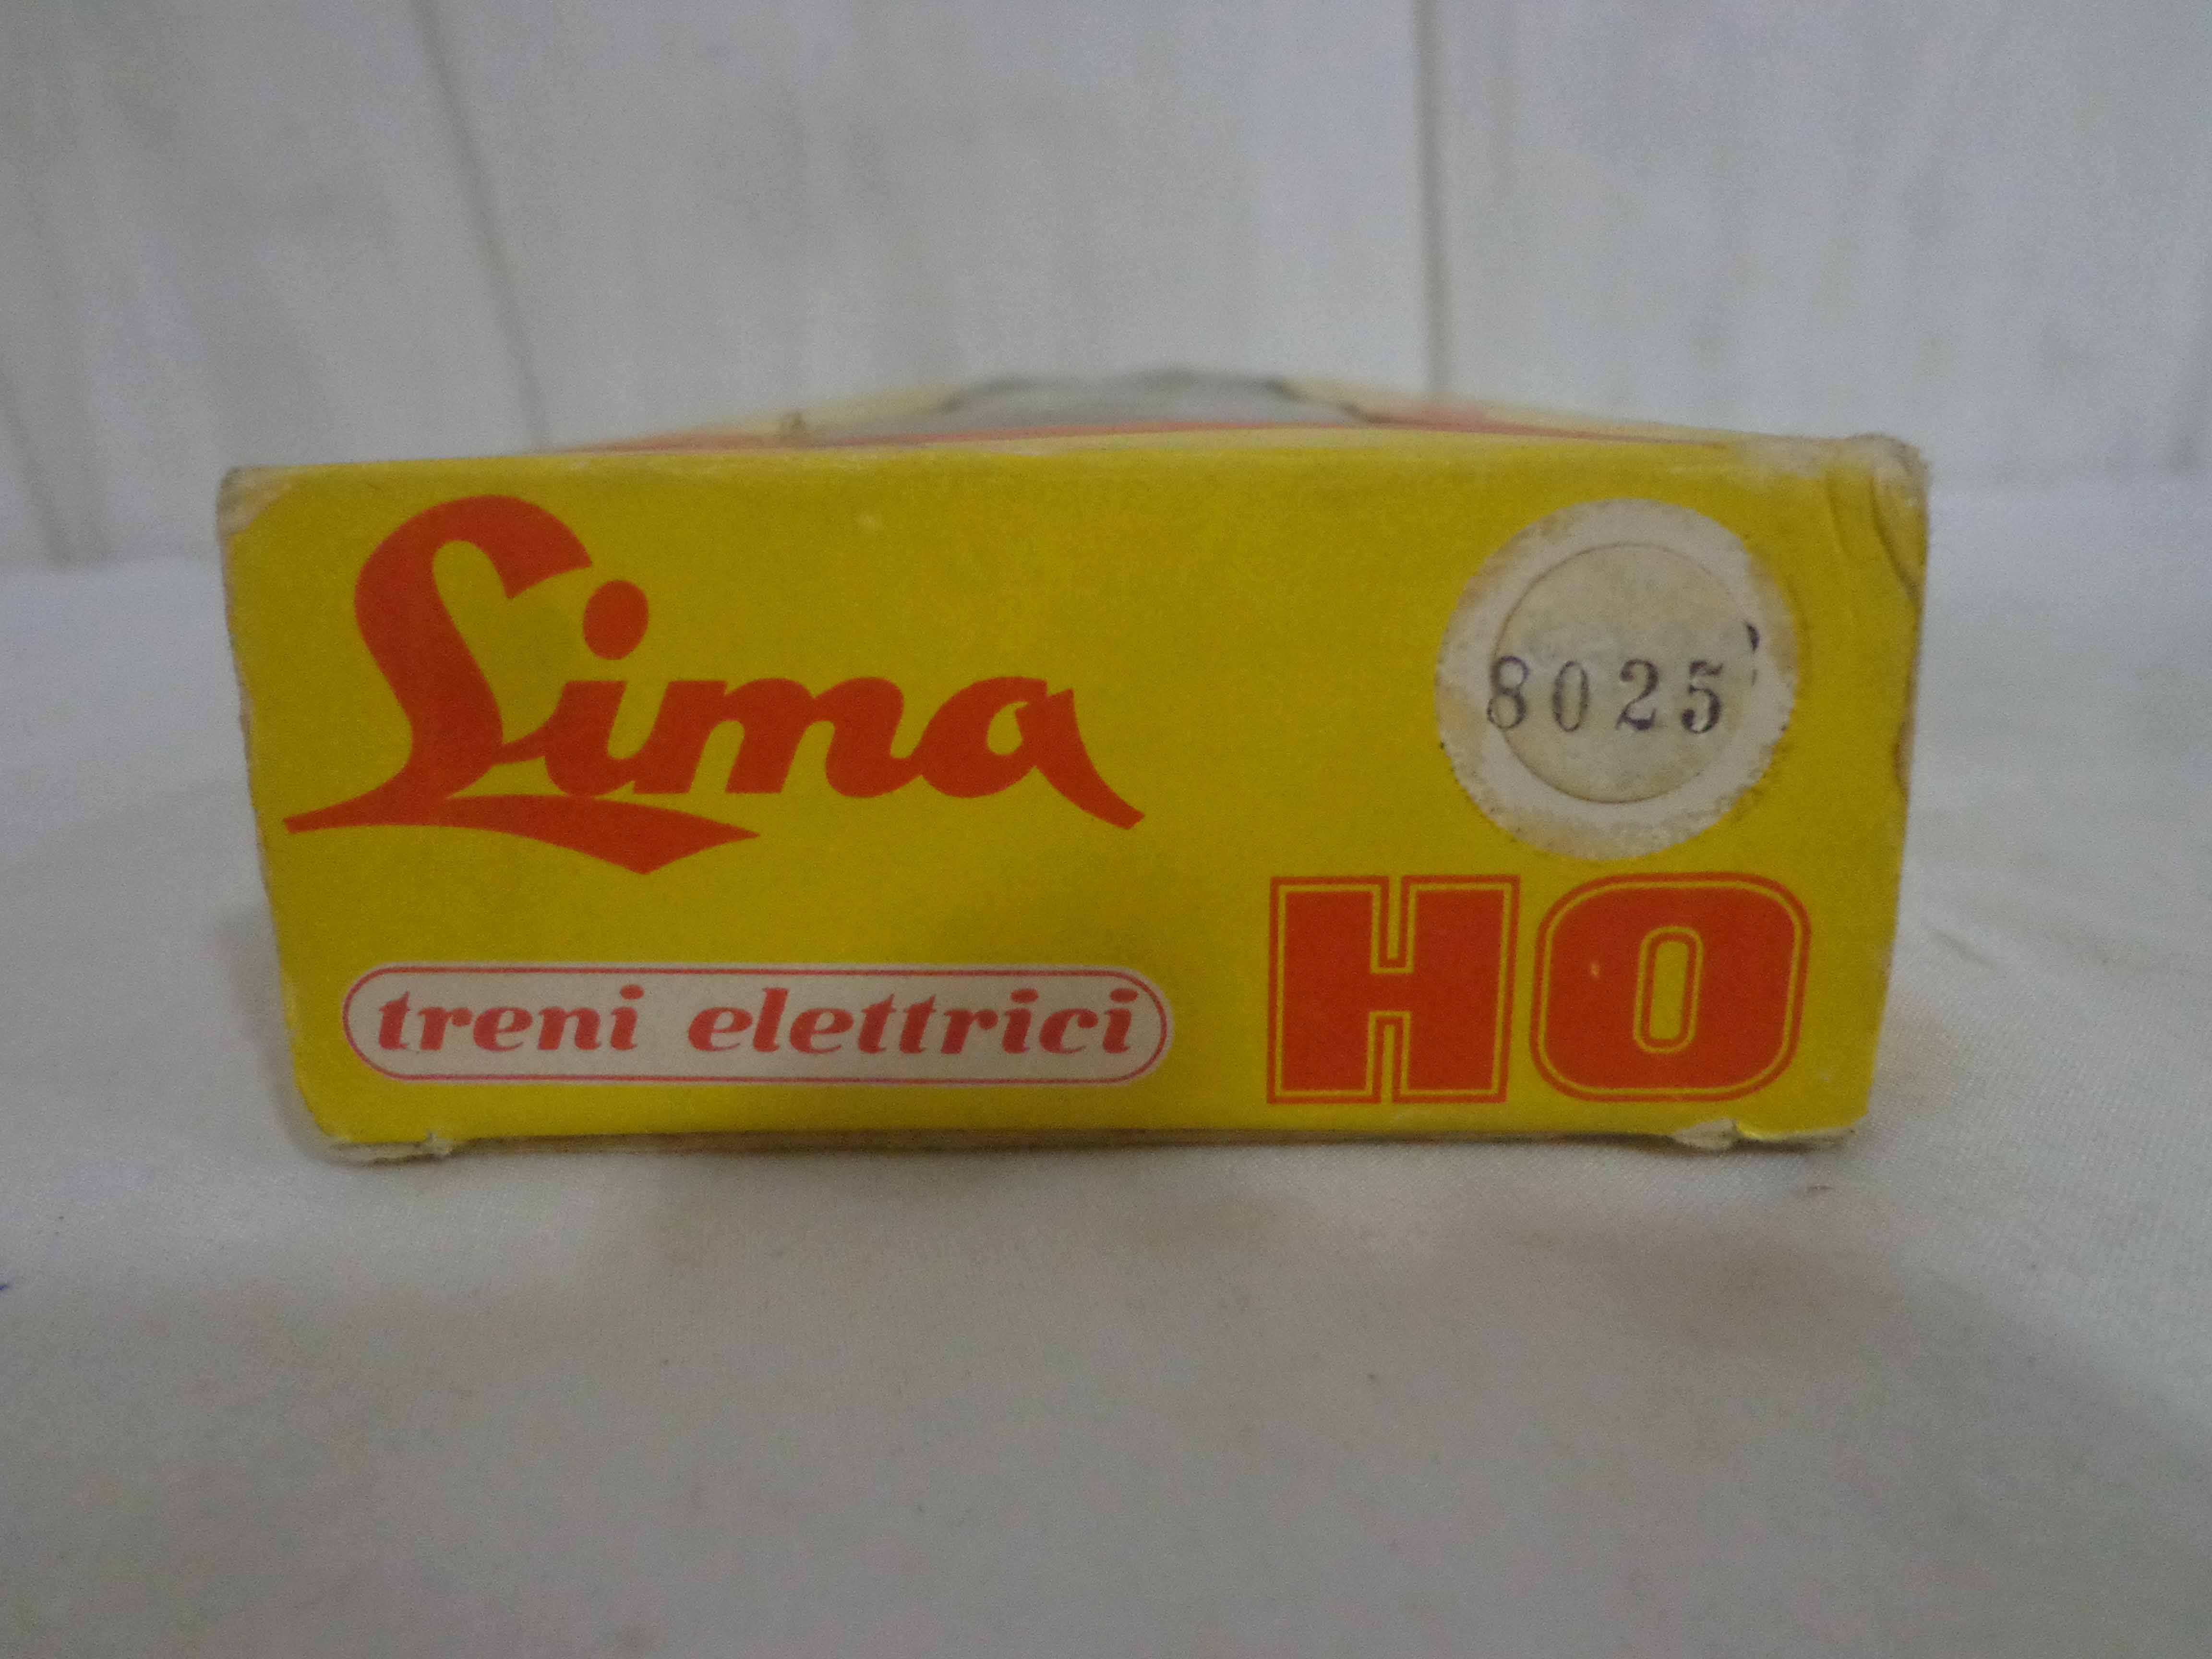 Lima
8025
treni elettrici
HO